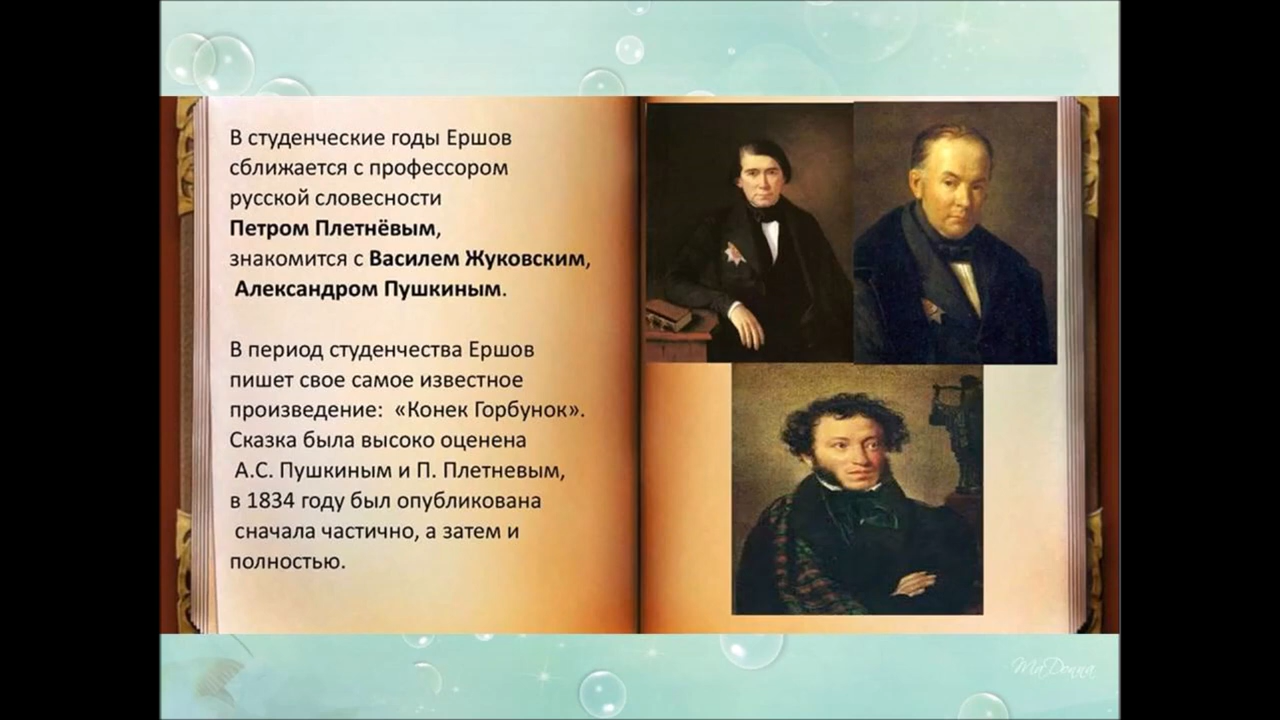 В студенческие годы Ершов
сближается с профессором
русской словесности
Петром Плетнёвым,
знакомится с Василем Жуковским,
Александром Пушкиным.
В период студенчества Ершов
пишет свое самое известное
произведение: «Конек Горбунок».
Сказка была высоко оценена
А.С. Пушкиным и П. Плетневым,
в 1834 году был опубликована
сначала частично, а затем и
полностью.
MaDonna